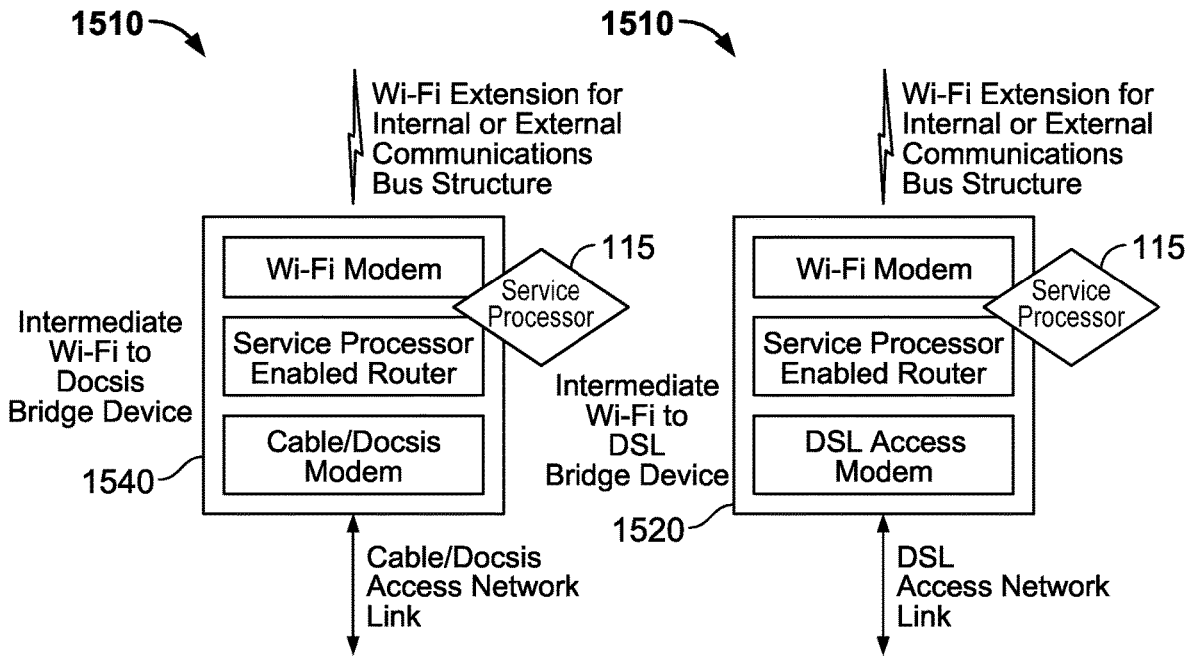 1510
Wi-Fi Extension for
Internal or External
Communications
Bus Structure
Wi-Fi Modem
115
Service
Processor
Service Processor
Enabled Router
Cable/Docsis
Modem
Intermediate
Wi-Fi to
Docsis
Bridge Device
1540
Cable/Docsis
Access Network
Link
1510
Wi-Fi Extension for
Internal or External
Communications
Bus Structure
Wi-Fi Modem
115
Service
Processor
Service Processor
Enabled Router
DSL Access
Modem
Intermediate
Wi-Fi to
DSL
Bridge Device
1520
DSL
Access Network
Link